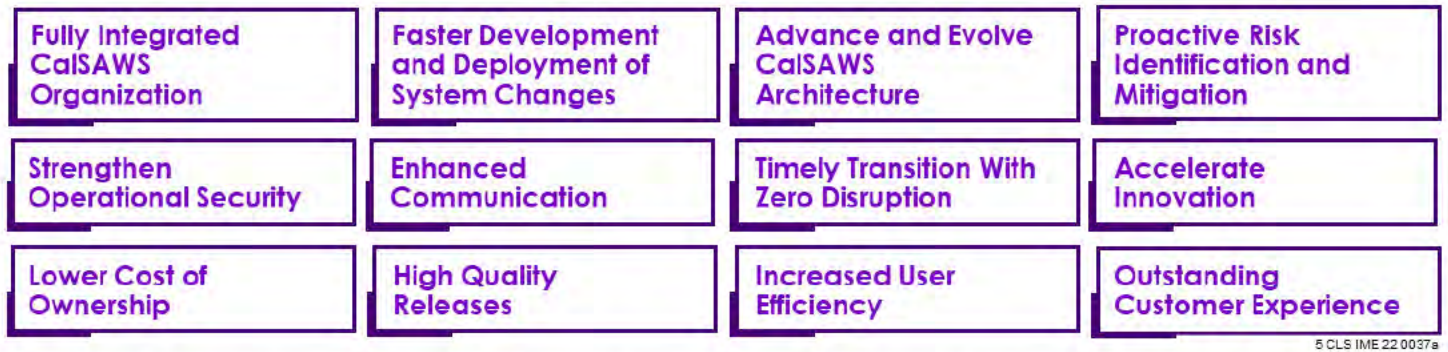 Fully Integrated
CalSAWS
Organization
Faster Development
and Deployment of
System Changes
Advance and Evolve
CalSAWS
Architecture
Proactive Risk
Identification and
Mitigation
Strengthen
Operational Security
Enhanced
Communication
Timely Transition With
Zero Disruption
Accelerate
Innovation
Lower Cost of
Ownership
High Quality
Releases
Increased User
Efficiency
Outstanding
Customer Experience
5 CLS IME 22 0037a